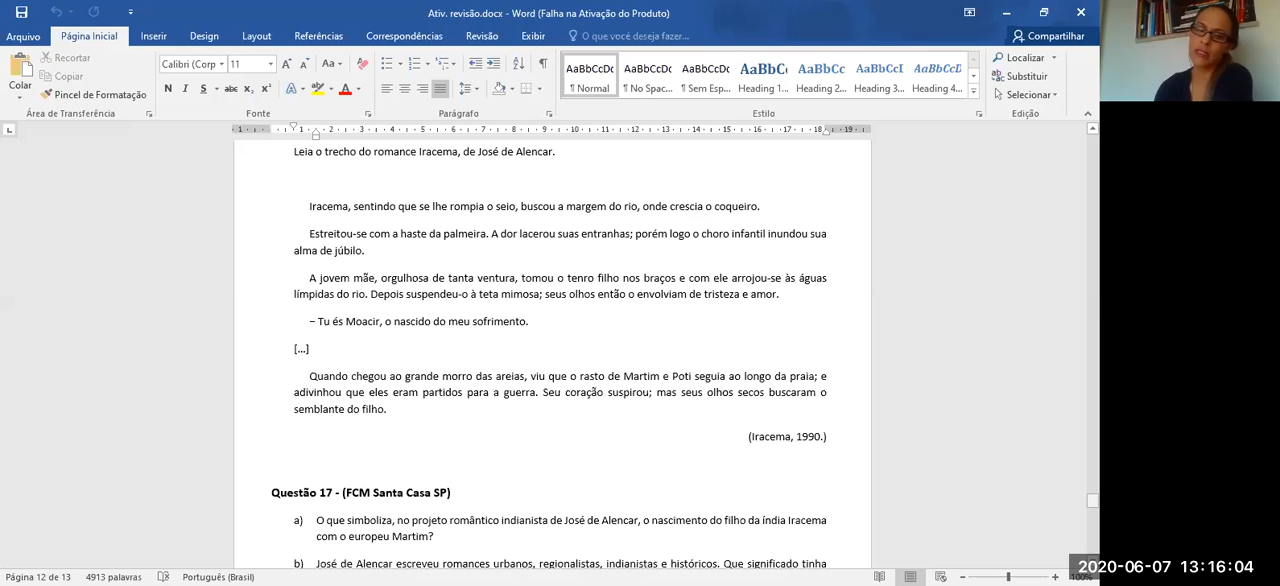 Ativ. revisão.docx - Word (Falha na Ativação do Produto)
Arquivo Página Inicial Inserir Design Layout Referências Correspondências Revisão Exibir O que você deseja fazer... Compartilhar
Colar
Recortar
Copiar
Pincel de Formatação
Área de Transferência
Calibri (Corp 11
Fonte
Parágrafo
AaBbCcDc AaBbCcDc AaBbCcDc AaBbC AaBbCc AaBbCcI AaBbCcD
¶ Normal ¶ No Spac... ¶ Sem Esp... Heading 1... Heading 2... Heading 3... Heading 4...
Estilo
Localizar
Substituir
Selecionar
Edição
Leia o trecho do romance Iracema, de José de Alencar.
Iracema, sentindo que se lhe rompia o seio, buscou a margem do rio, onde crescia o coqueiro.
Estreitou-se com a haste da palmeira. A dor lacerou suas entranhas; porém logo o choro infantil inundou sua
alma de júbilo.
A jovem mãe, orgulhosa de tanta ventura, tomou o tenro filho nos braços e com ele arrojou-se às águas
límpidas do rio. Depois suspendeu-o à teta mimosa; seus olhos então o envolviam de tristeza e amor.
− Tu és Moacir, o nascido do meu sofrimento.
[...]
Quando chegou ao grande morro das areias, viu que o rasto de Martim e Poti seguia ao longo da praia; e
adivinhou que eles eram partidos para a guerra. Seu coração suspirou; mas seus olhos secos buscaram o
semblante do filho.
(Iracema, 1990.)
Questão 17 - (FCM Santa Casa SP)
a) O que simboliza, no projeto romântico indianista de José de Alencar, o nascimento do filho da índia Iracema
com o europeu Martim?
b) José de Alencar escreveu romances urbanos, regionalistas, indianistas e históricos. Que significado tinha
Página 12 de 13 4913 palavras Português (Brasil) 100%
2020-06-07 13:16:04